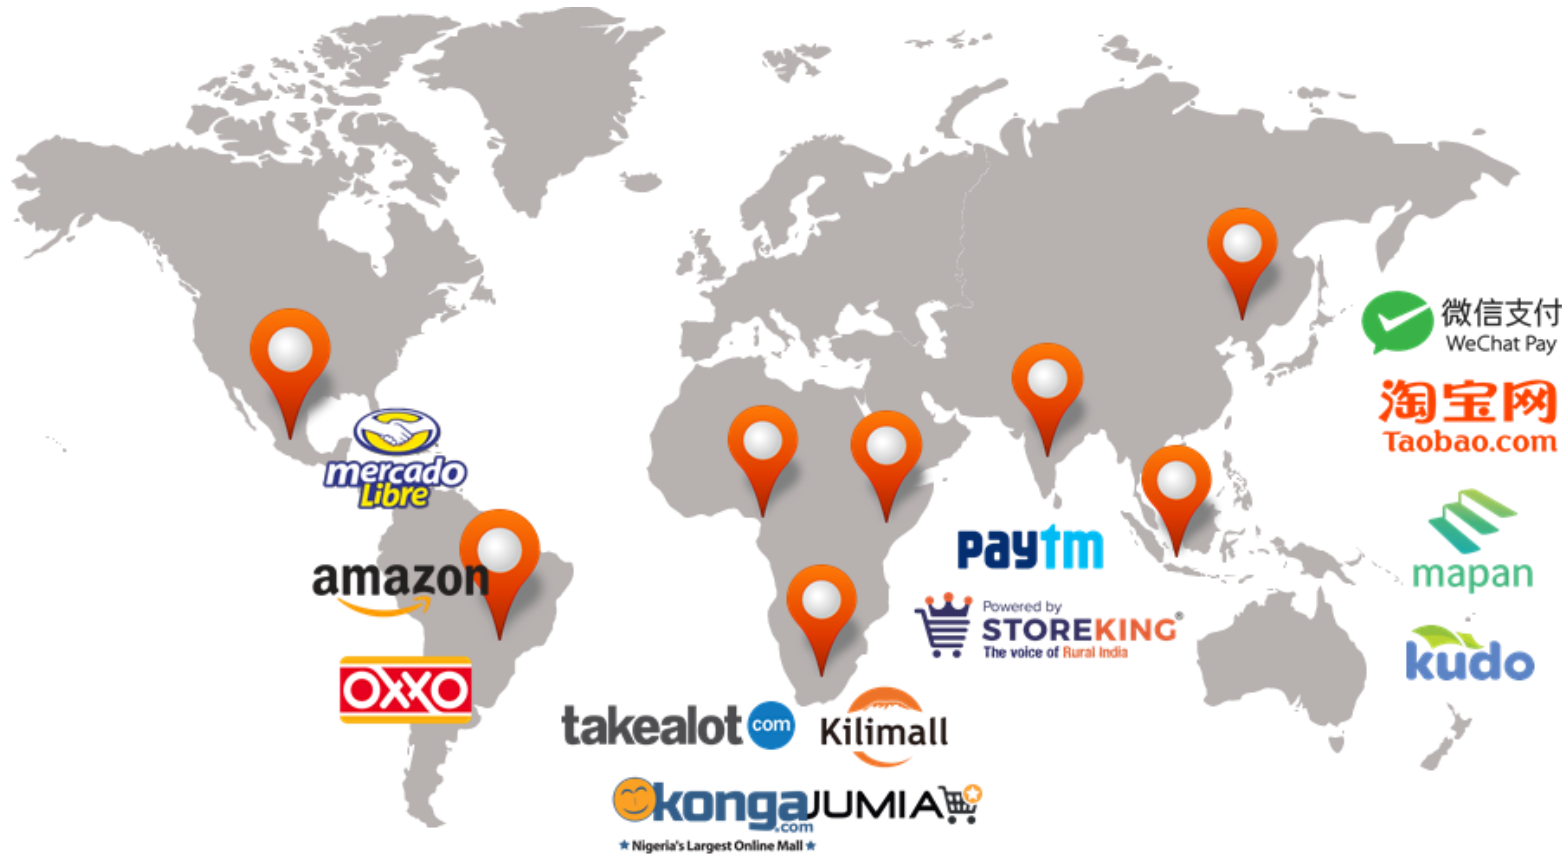 微信支付
WeChat Pay
淘宝网
Taobao.com
mercado
Libre
amazon
OXXO
paytm
Powered by
STOREKING®
The voice of Rural India
mapan
kudo
takealot com
Kilimall
konga
.com
JUMIA
★ Nigeria's Largest Online Mall ★